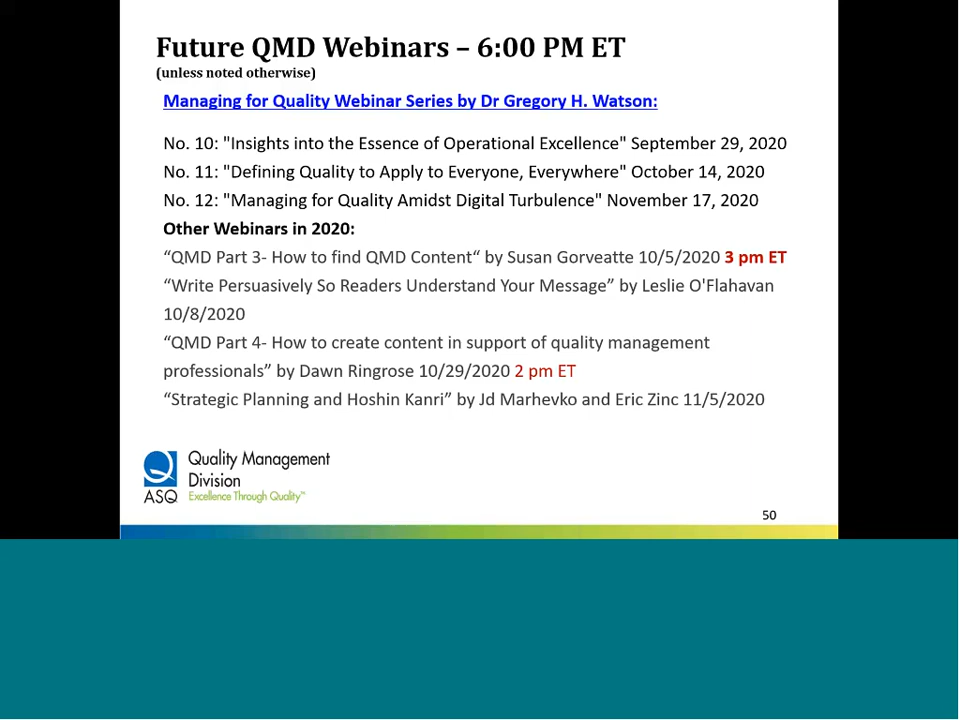 Future QMD Webinars – 6:00 PM ET
(unless noted otherwise)
Managing for Quality Webinar Series by Dr Gregory H. Watson:
No. 10: "Insights into the Essence of Operational Excellence" September 29, 2020
No. 11: "Defining Quality to Apply to Everyone, Everywhere" October 14, 2020
No. 12: "Managing for Quality Amidst Digital Turbulence" November 17, 2020
Other Webinars in 2020:
“QMD Part 3- How to find QMD Content“ by Susan Gorveatte 10/5/2020 3 pm ET
“Write Persuasively So Readers Understand Your Message” by Leslie O'Flahavan
10/8/2020
“QMD Part 4- How to create content in support of quality management
professionals” by Dawn Ringrose 10/29/2020 2 pm ET
“Strategic Planning and Hoshin Kanri” by Jd Marhevko and Eric Zinc 11/5/2020
Quality Management
Division
ASQ Excellence Through Quality™
50